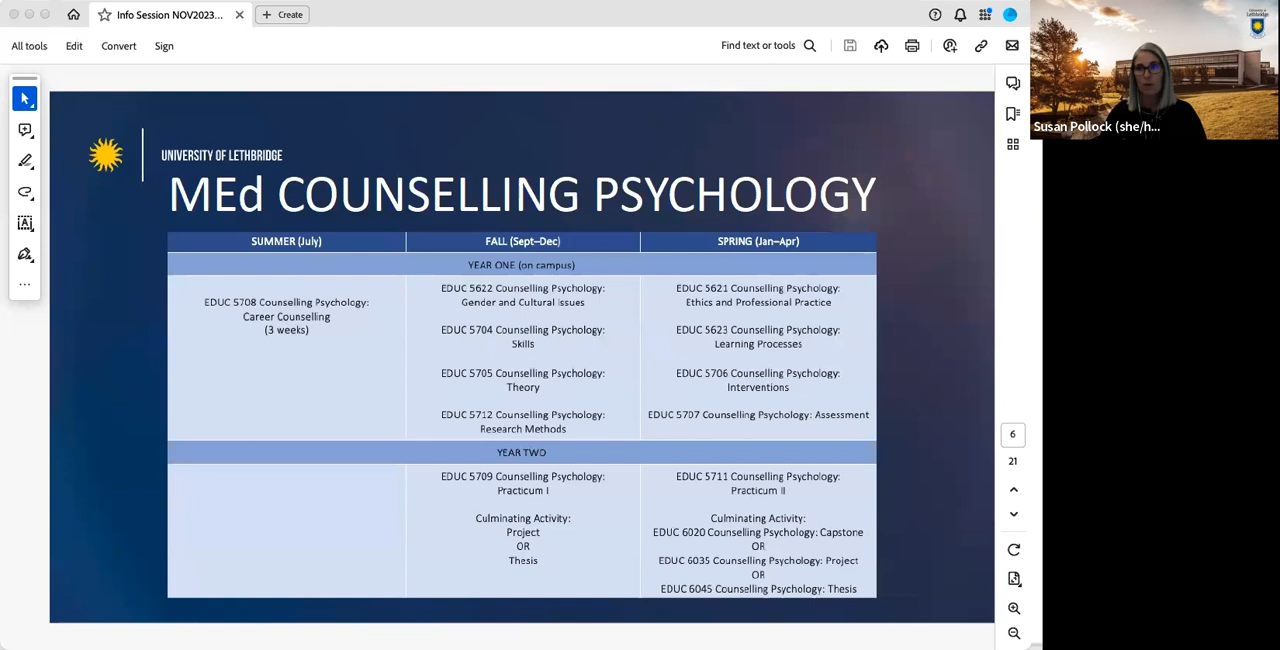 Info Session NOV2023...
Create
All tools
Edit
Convert
Sign
Find text or tools
Susan Pollock (she/h...
UNIVERSITY OF LETHBRIDGE
MEd COUNSELLING PSYCHOLOGY
SUMMER (July)
FALL (Sept–Dec)
SPRING (Jan–Apr)
YEAR ONE (on campus)
EDUC 5708 Counselling Psychology:
Career Counselling
(3 weeks)
EDUC 5622 Counselling Psychology:
Gender and Cultural Issues
EDUC 5704 Counselling Psychology:
Skills
EDUC 5705 Counselling Psychology:
Theory
EDUC 5712 Counselling Psychology:
Research Methods
EDUC 5621 Counselling Psychology:
Ethics and Professional Practice
EDUC 5623 Counselling Psychology:
Learning Processes
EDUC 5706 Counselling Psychology:
Interventions
EDUC 5707 Counselling Psychology: Assessment
YEAR TWO
EDUC 5709 Counselling Psychology:
Practicum I
Culminating Activity:
Project
OR
Thesis
EDUC 5711 Counselling Psychology:
Practicum II
Culminating Activity:
EDUC 6020 Counselling Psychology: Capstone
OR
EDUC 6035 Counselling Psychology: Project
OR
EDUC 6045 Counselling Psychology: Thesis
6
21
Lethbridge